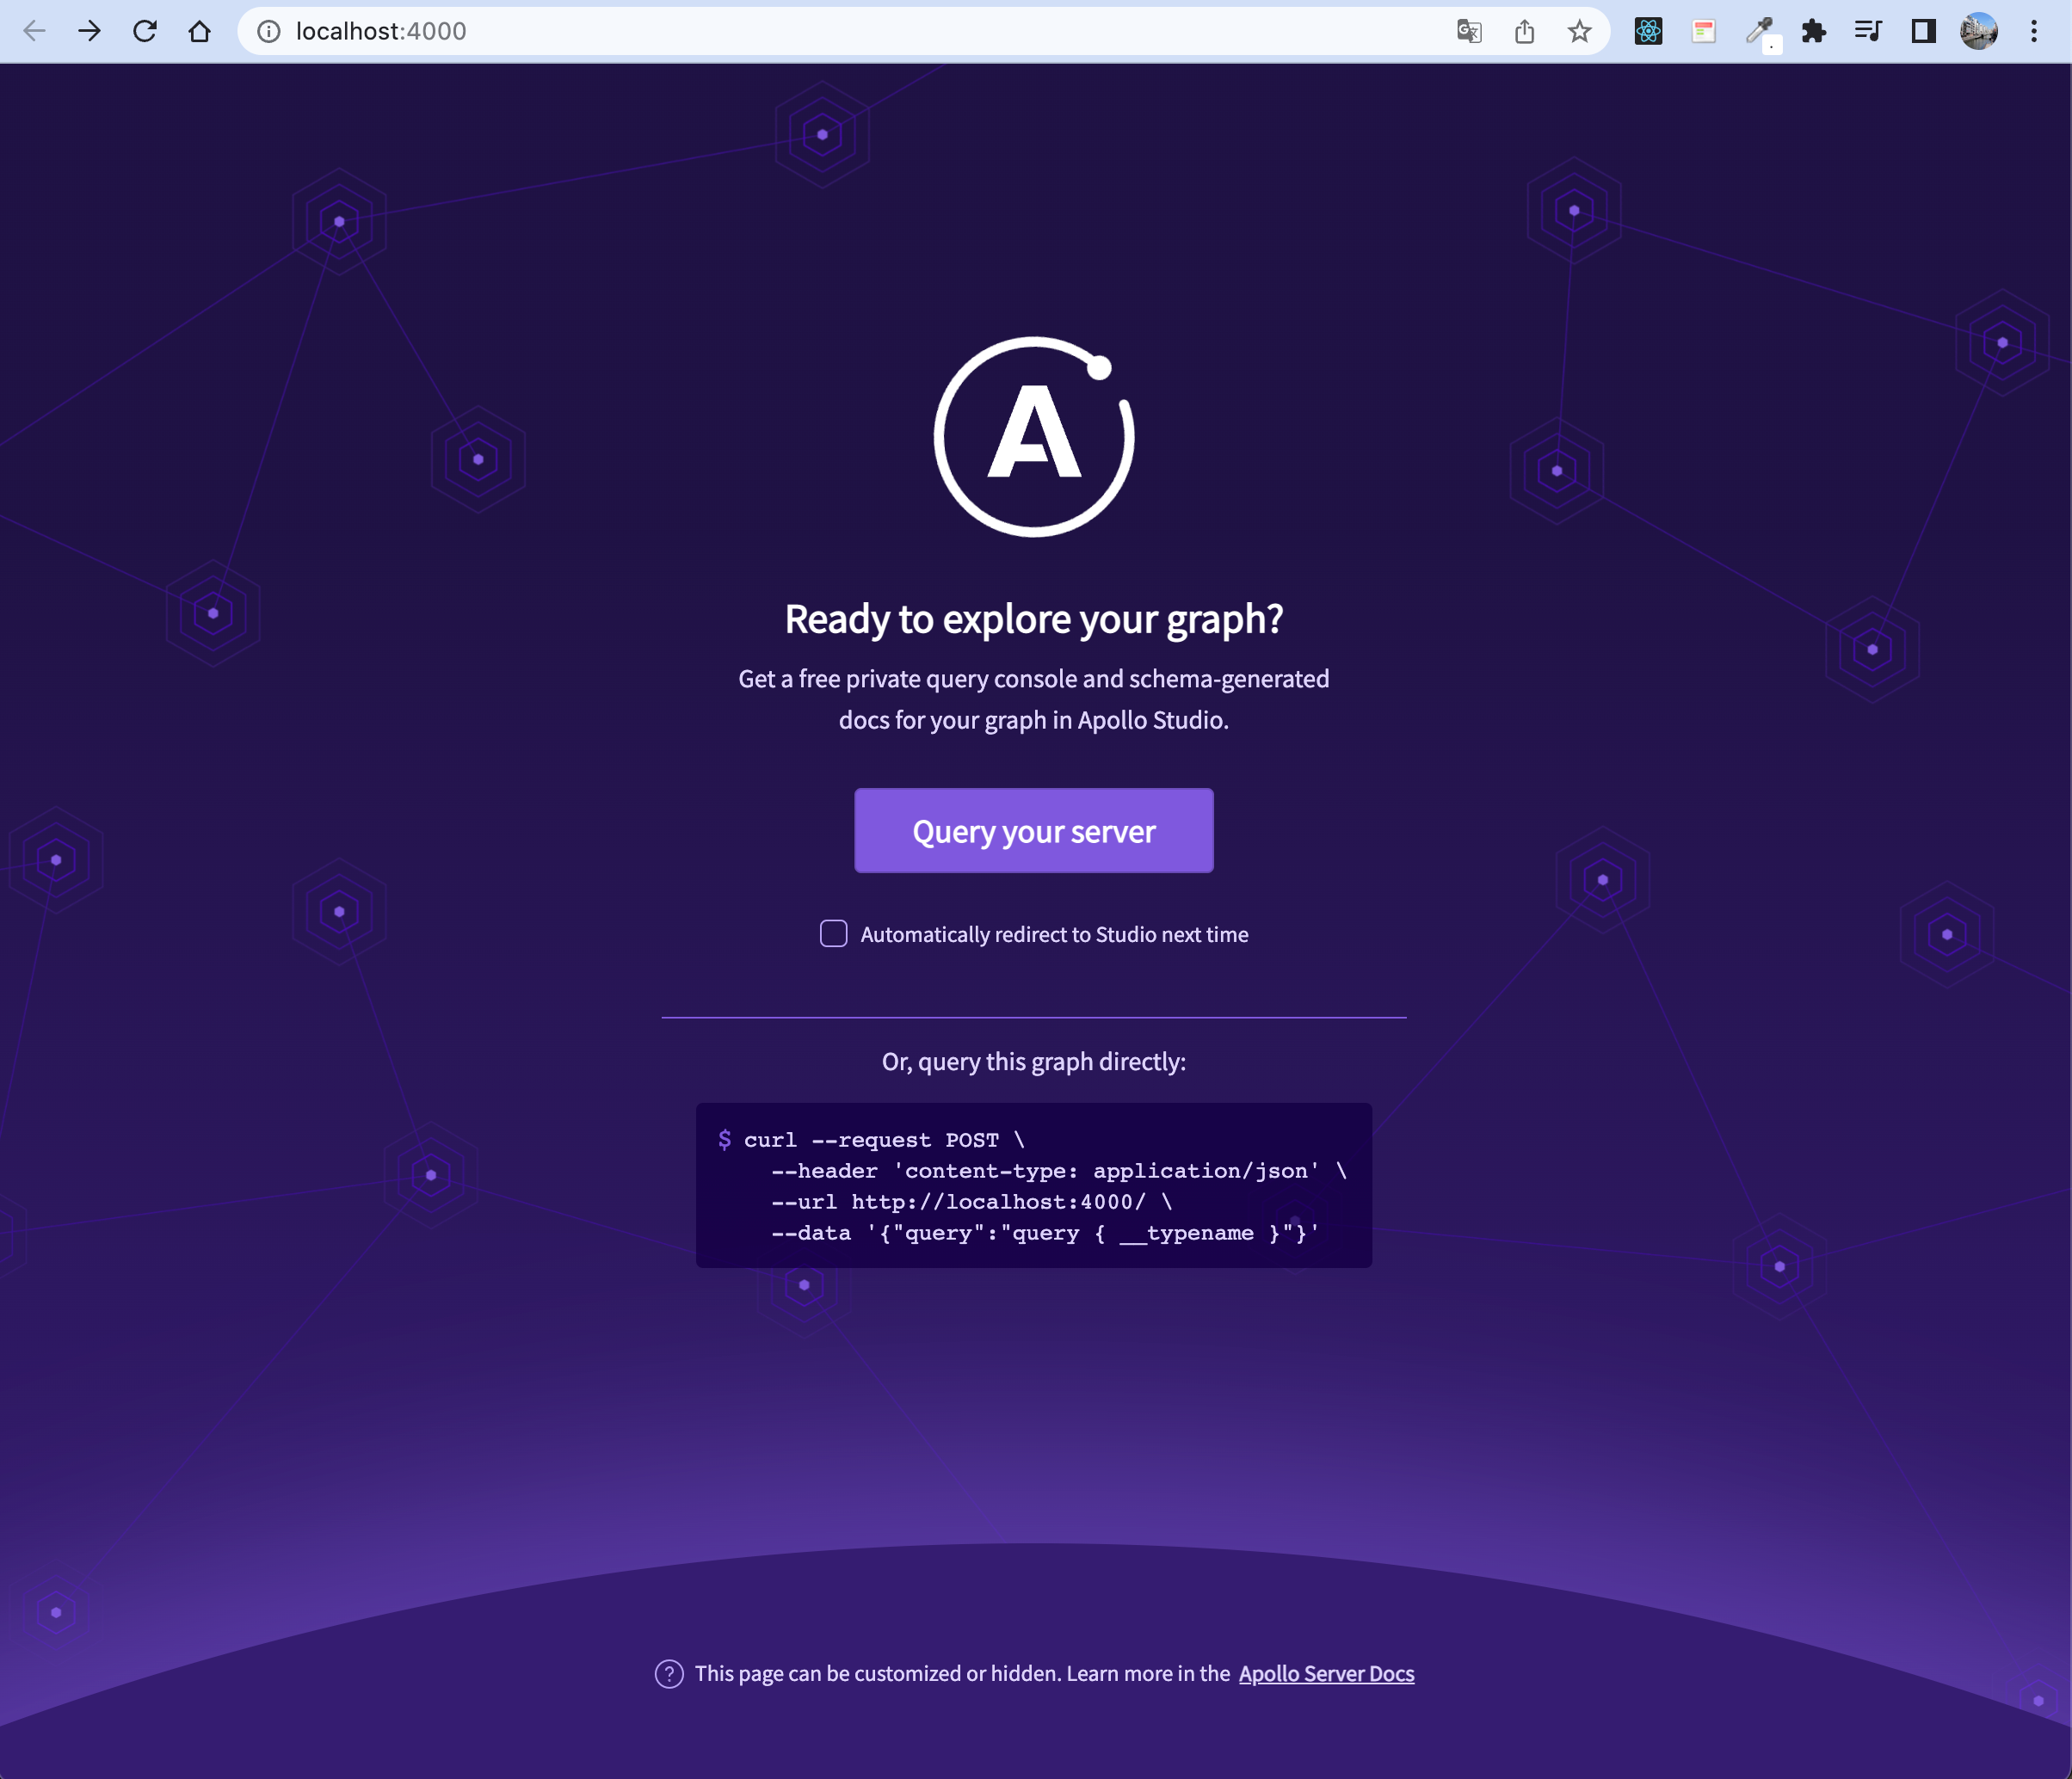 localhost:4000
A
Ready to explore your graph?
Get a free private query console and schema-generated
docs for your graph in Apollo Studio.
Query your server
Automatically redirect to Studio next time
Or, query this graph directly:
$ curl --request POST \
--header 'content-type: application/json' \
--url http://localhost:4000/ \
--data '{"query":"query { __typename }"}'
? This page can be customized or hidden. Learn more in the Apollo Server Docs